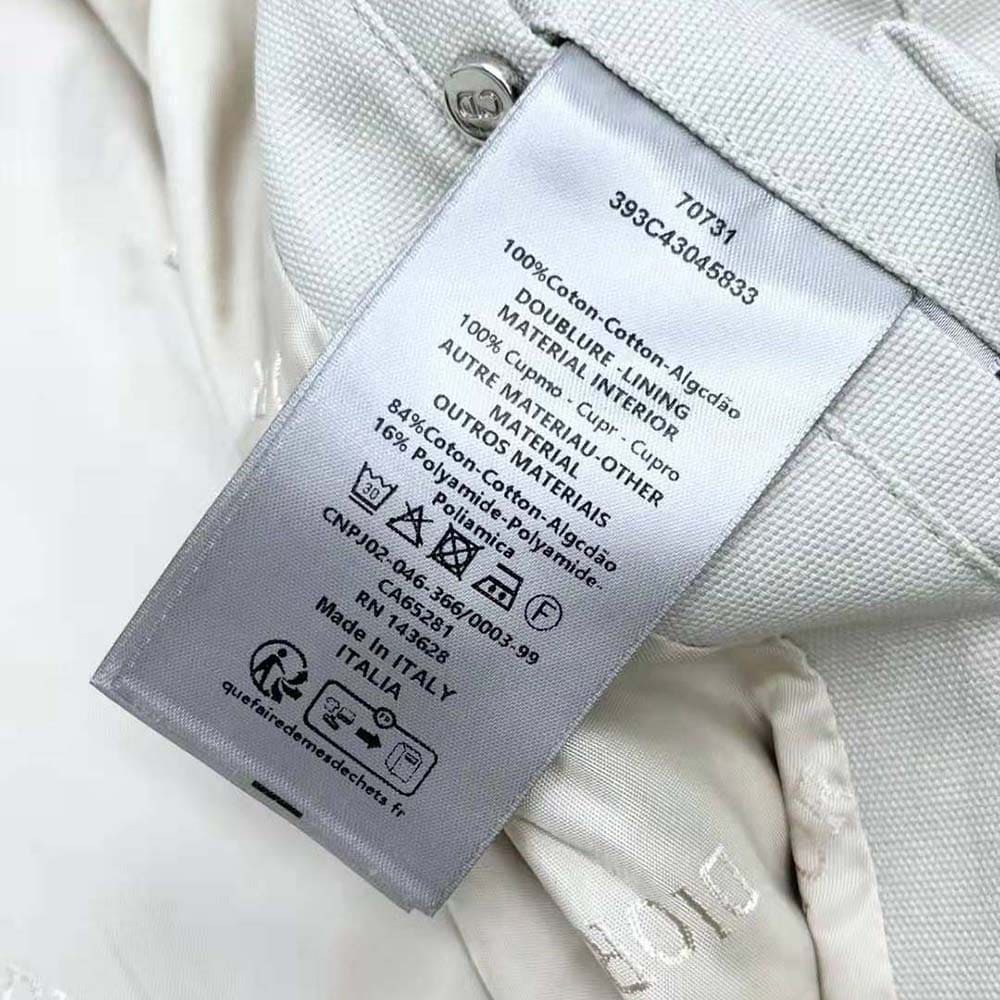 70731
393C43045833
100%Coton-Cotton-Algcdão
DOUBLURE -LINING
MATERIAL INTERIOR
100% Cupmo - Cupr - Cupro
AUTRE MATERIAU-OTHER
MATERIAL
OUTROS MATERIAIS
84%Coton-Cotton-Algcdão
16% Polyamide-Polyamide-
Poliamica
30
F
CNPJ02-046-366/0003-99
CA65281
RN 143628
Made In ITALY
ITALIA
quefairedemesdechets.fr
CD
DIOR